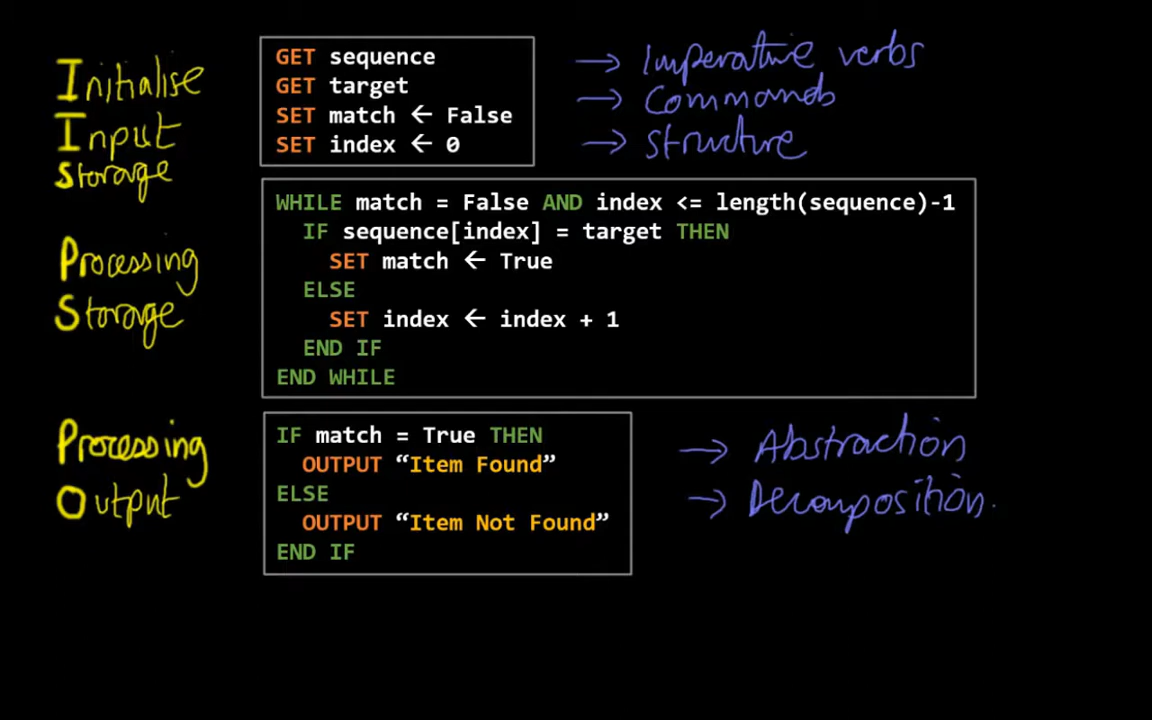 Initialise
Input
Storage
GET sequence
GET target
SET match ← False
SET index ← 0
→ Imperative verbs
→ Commands
→ Structure
Processing
Storage
WHILE match = False AND index <= length(sequence)-1
IF sequence[index] = target THEN
SET match ← True
ELSE
SET index ← index + 1
END IF
END WHILE
Processing
Output
IF match = True THEN
OUTPUT “Item Found”
ELSE
OUTPUT “Item Not Found”
END IF
→ Abstraction
→ Decomposition.